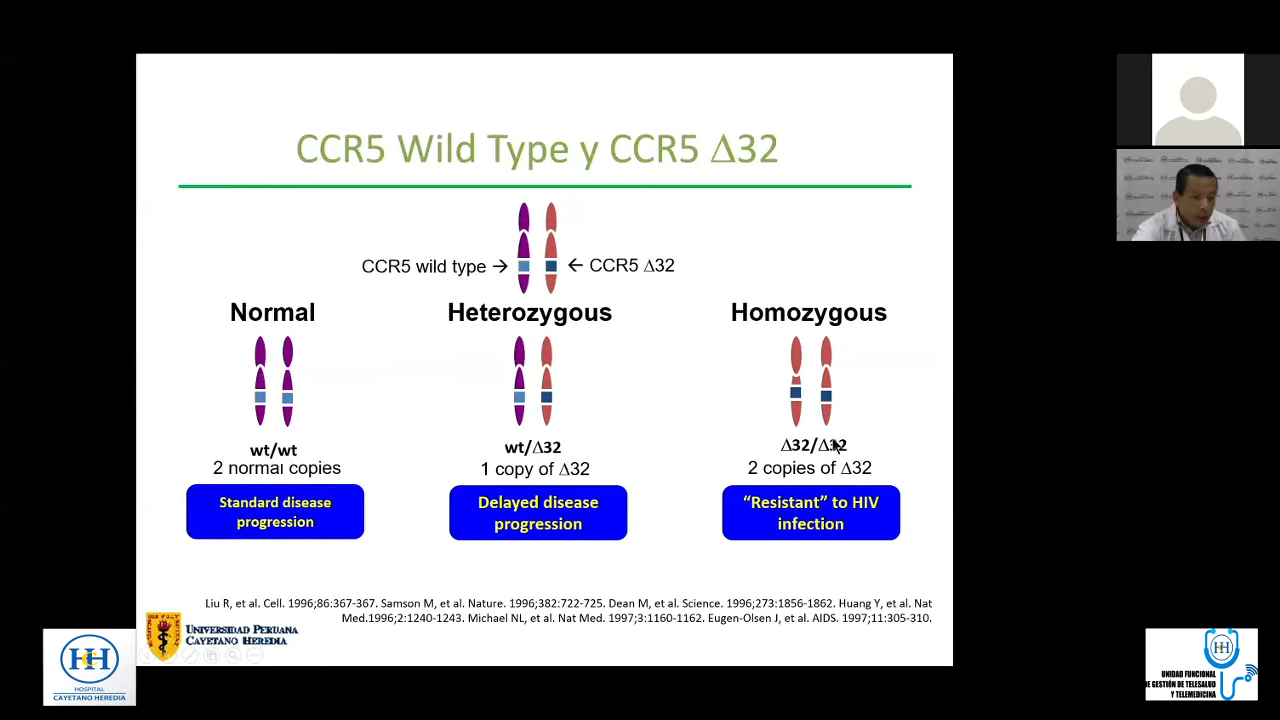 CCR5 Wild Type y CCR5 Δ32
CCR5 wild type →
← CCR5 Δ32
Normal
Heterozygous
Homozygous
wt/wt
2 normal copies
wt/Δ32
1 copy of Δ32
Δ32/Δ32
2 copies of Δ32
Standard disease
progression
Delayed disease
progression
“Resistant” to HIV
infection
Liu R, et al. Cell. 1996;86:367-367. Samson M, et al. Nature. 1996;382:722-725. Dean M, et al. Science. 1996;273:1856-1862. Huang Y, et al. Nat
Med.1996;2:1240-1243. Michael NL, et al. Nat Med. 1997;3:1160-1162. Eugen-Olsen J, et al. AIDS. 1997;11:305-310.
UNIVERSIDAD PERUANA
CAYETANO HEREDIA
HCH
HOSPITAL
CAYETANO HEREDIA
HCH
UNIDAD FUNCIONAL
DE GESTIÓN DE TELESALUD
Y TELEMEDICINA